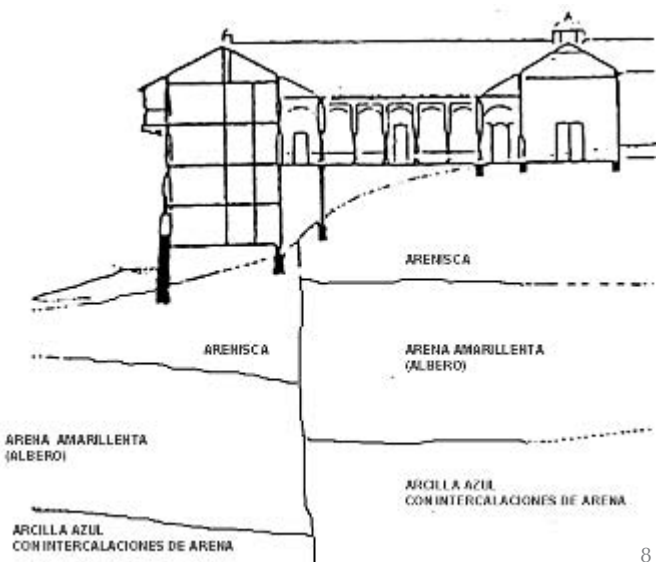 ARENISCA
ARENISCA
ARENA AMARILLENTA
(ALBERO)
ARENA AMARILLENTA
(ALBERO)
ARCILLA AZUL
CON INTERCALACIONES DE ARENA
ARCILLA AZUL
CON INTERCALACIONES DE ARENA
8